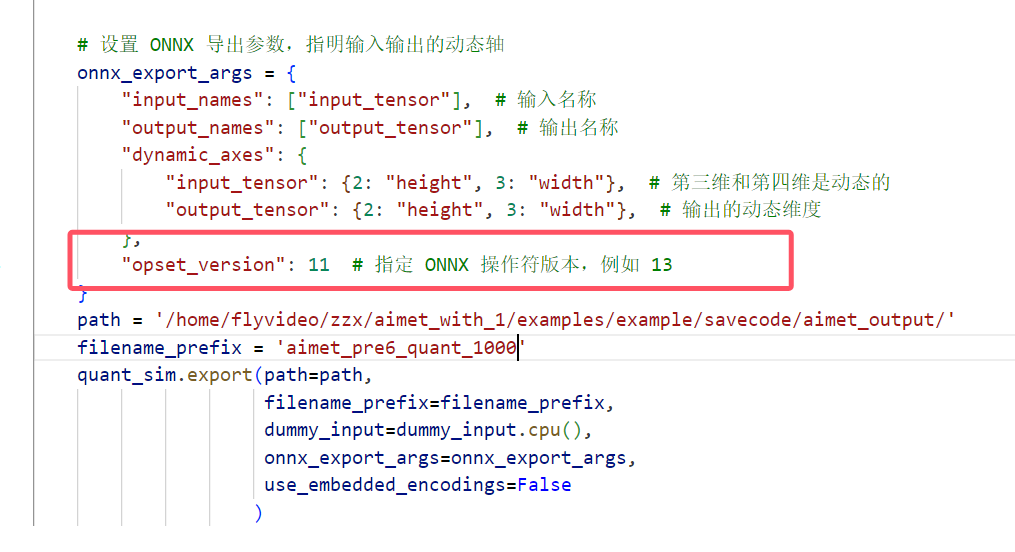 # 设置 ONNX 导出参数，指明输入输出的动态轴
onnx_export_args = {
"input_names": ["input_tensor"],  # 输入名称
"output_names": ["output_tensor"],  # 输出名称
"dynamic_axes": {
"input_tensor": {2: "height", 3: "width"},  # 第三维和第四维是动态的
"output_tensor": {2: "height", 3: "width"},  # 输出的动态维度
},
"opset_version": 11  # 指定 ONNX 操作符版本，例如 13
}
path = '/home/flyvideo/zzx/aimet_with_1/examples/example/savecode/aimet_output/'
filename_prefix = 'aimet_pre6_quant_1000'
quant_sim.export(path=path,
filename_prefix=filename_prefix,
dummy_input=dummy_input.cpu(),
onnx_export_args=onnx_export_args,
use_embedded_encodings=False
)